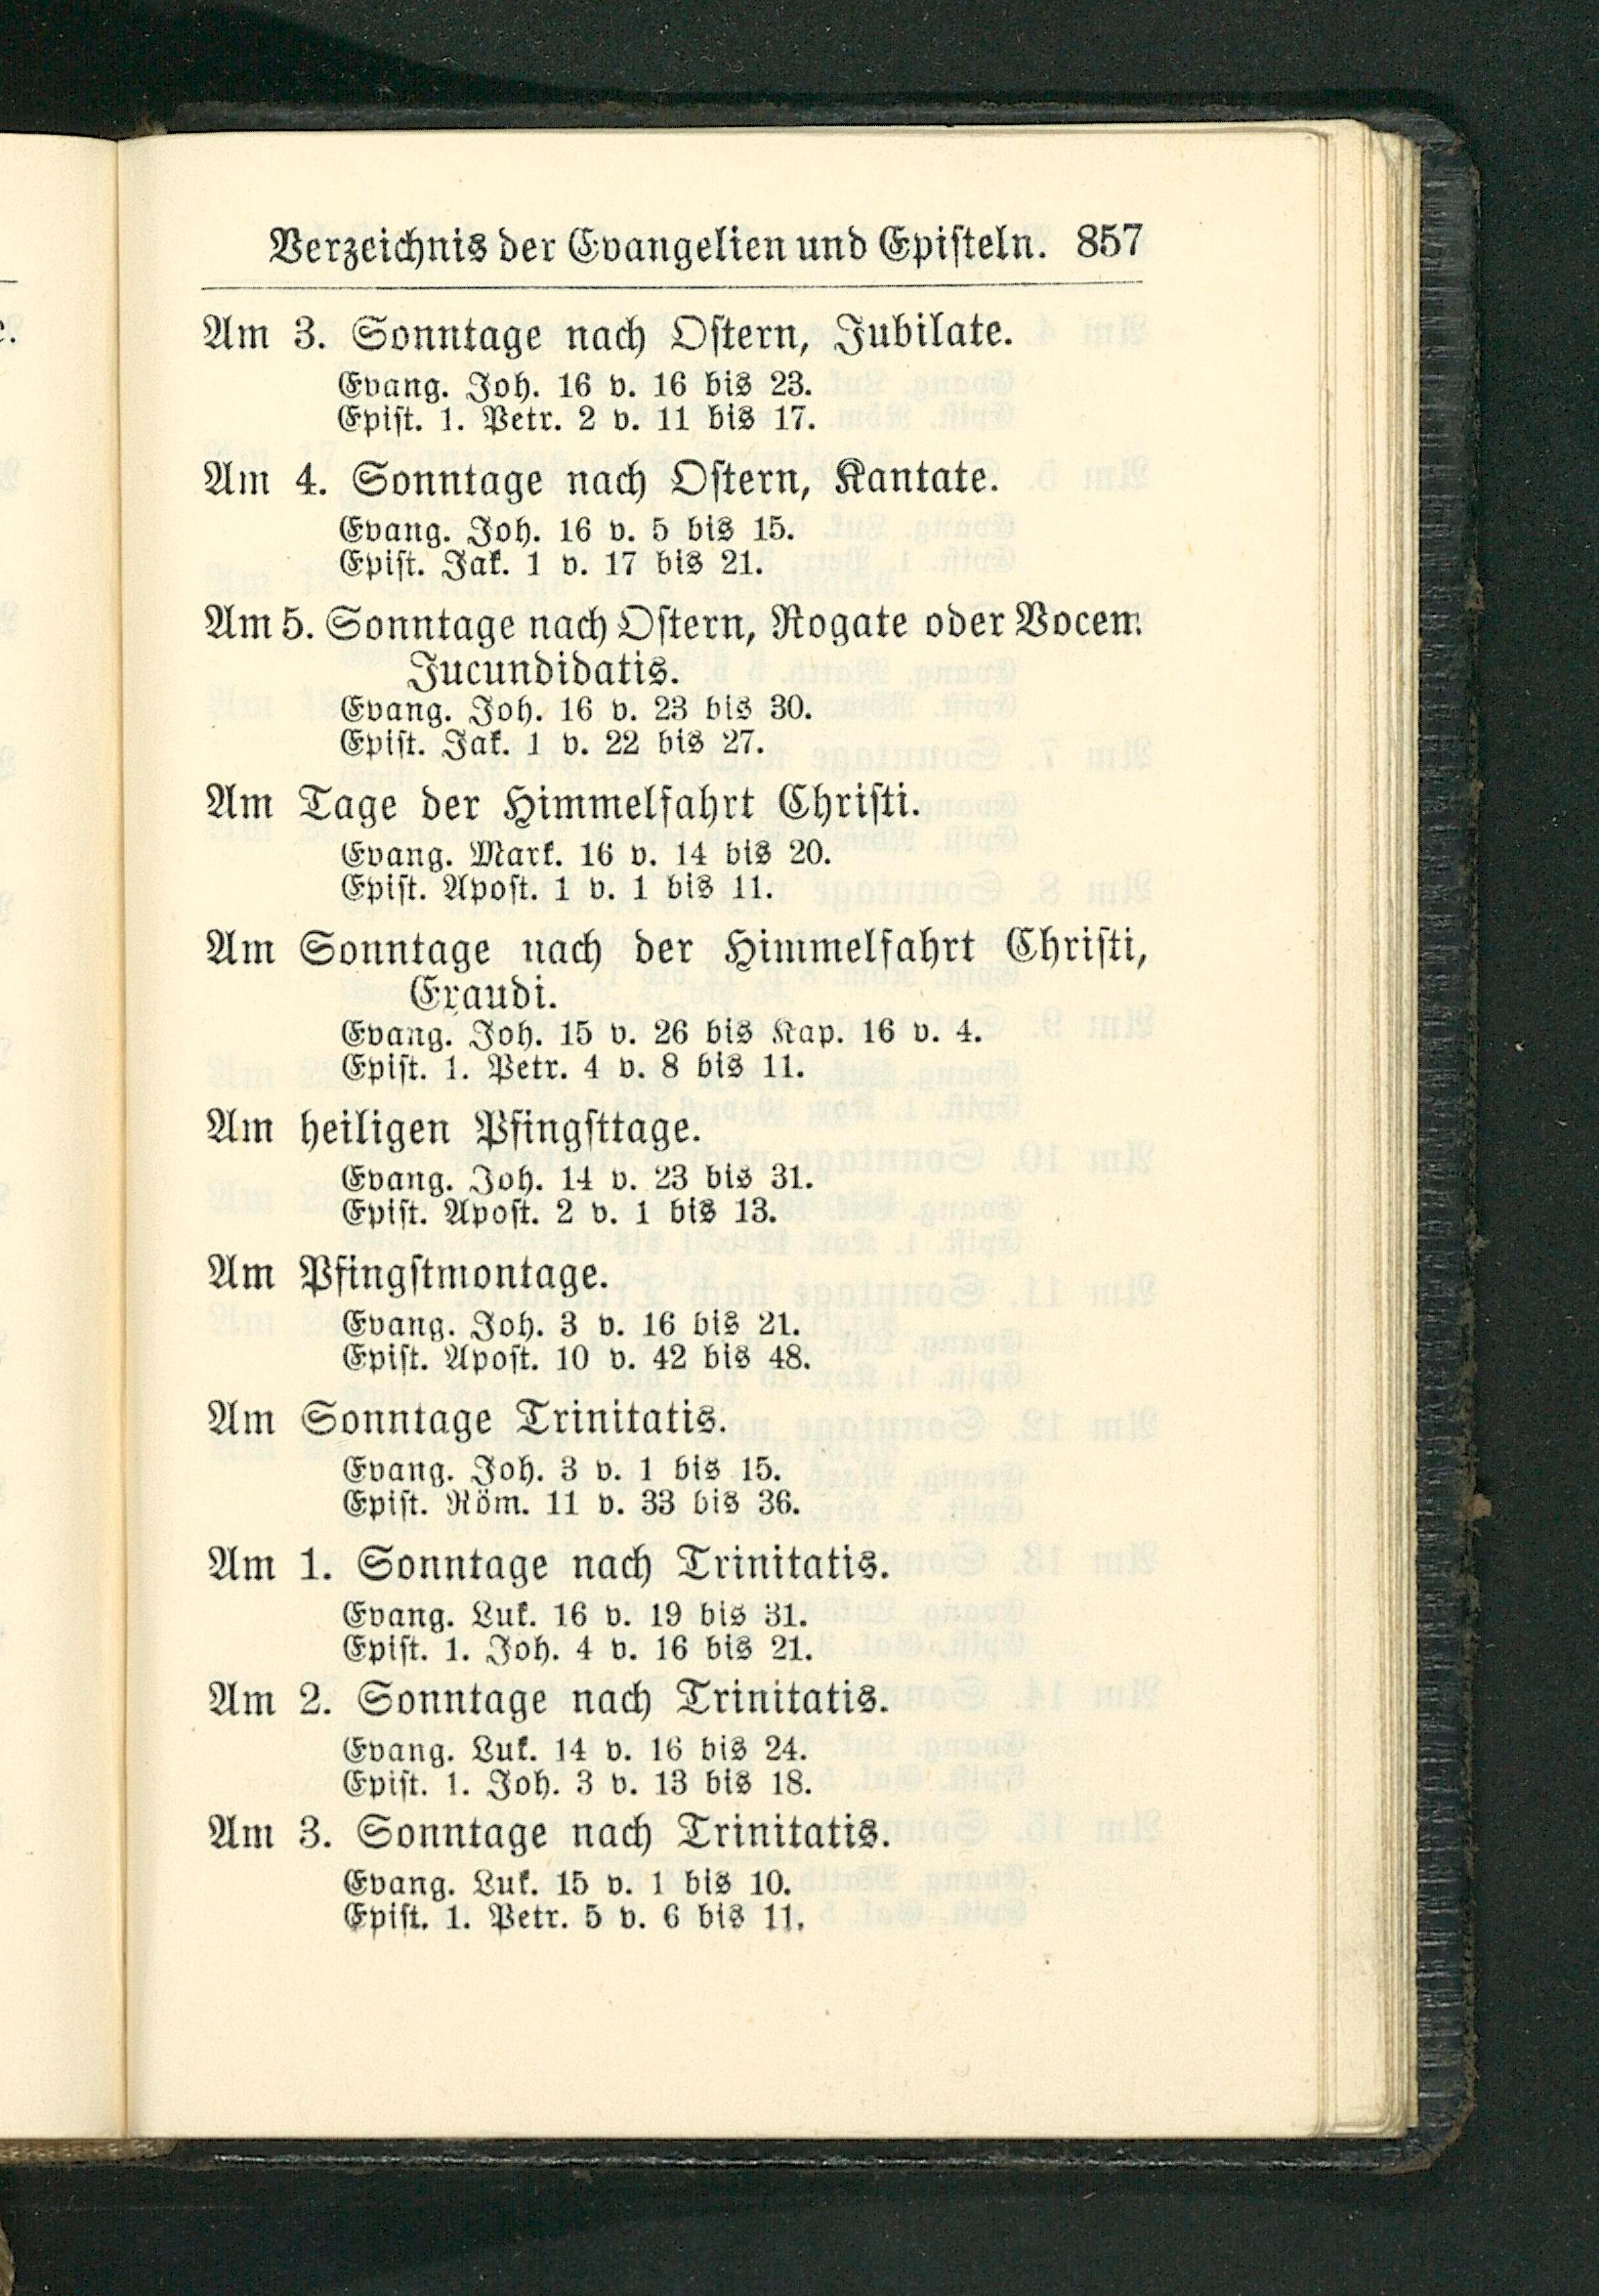 Verzeichnis der Evangelien und Episteln. 857
Am 3. Sonntage nach Ostern, Jubilate.
Evang. Joh. 16 v. 16 bis 23.
Epist. 1. Petr. 2 v. 11 bis 17.
Am 4. Sonntage nach Ostern, Kantate.
Evang. Joh. 16 v. 5 bis 15.
Epist. Jak. 1 v. 17 bis 21.
Am 5. Sonntage nach Ostern, Rogate oder Vocem
Jucundidatis.
Evang. Joh. 16 v. 23 bis 30.
Epist. Jak. 1 v. 22 bis 27.
Am Tage der Himmelfahrt Christi.
Evang. Mark. 16 v. 14 bis 20.
Epist. Apost. 1 v. 1 bis 11.
Am Sonntage nach der Himmelfahrt Christi,
Exaudi.
Evang. Joh. 15 v. 26 bis Kap. 16 v. 4.
Epist. 1. Petr. 4 v. 8 bis 11.
Am heiligen Pfingsttage.
Evang. Joh. 14 v. 23 bis 31.
Epist. Apost. 2 v. 1 bis 13.
Am Pfingstmontage.
Evang. Joh. 3 v. 16 bis 21.
Epist. Apost. 10 v. 42 bis 48.
Am Sonntage Trinitatis.
Evang. Joh. 3 v. 1 bis 15.
Epist. Röm. 11 v. 33 bis 36.
Am 1. Sonntage nach Trinitatis.
Evang. Luk. 16 v. 19 bis 31.
Epist. 1. Joh. 4 v. 16 bis 21.
Am 2. Sonntage nach Trinitatis.
Evang. Luk. 14 v. 16 bis 24.
Epist. 1. Joh. 3 v. 13 bis 18.
Am 3. Sonntage nach Trinitatis.
Evang. Luk. 15 v. 1 bis 10.
Epist. 1. Petr. 5 v. 6 bis 11.